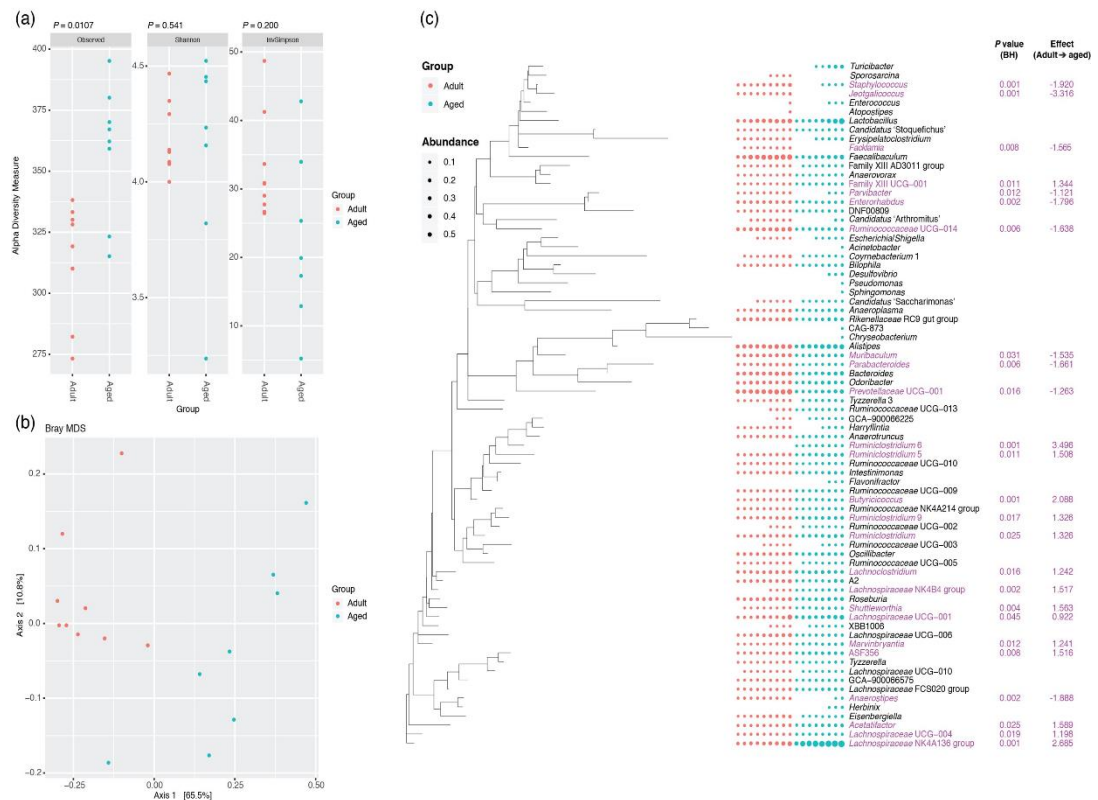 (a)
P = 0.0107
P = 0.541
P = 0.200
Observed
Shannon
InvSimpson
400
375
350
325
300
275
4.5
4.0
3.5
50
40
30
20
10
Alpha Diversity Measure
Adult
Aged
Adult
Aged
Adult
Aged
Group
Group
Adult
Aged
(b)
Bray MDS
0.2
0.1
0.0
−0.1
−0.2
Axis 2 [10.8%]
−0.25
0.00
0.25
0.50
Axis 1 [65.5%]
Group
Adult
Aged
(c)
Group
Adult
Aged
Abundance
0.1
0.2
0.3
0.4
0.5
P value (BH)
Effect (Adult→ aged)
Turicibacter
Sporosarcina
Staphylococcus 0.001 -1.920
Jeotgalicoccus 0.001 -3.316
Enterococcus
Atopostipes
Lactobacillus
Candidatus 'Stoquefichus'
Erysipelatoclostridium
Facklamia 0.008 -1.565
Faecalibaculum
Family XIII AD3011 group
Anaerovorax
Family XIII UCG−001 0.011 1.344
Parvibacter 0.012 -1.121
Enterorhabdus 0.002 -1.796
DNF00809
Candidatus 'Arthromitus'
Ruminococcaceae UCG−014 0.006 -1.638
Escherichia/Shigella
Acinetobacter
Coyrnebacterium 1
Bilophila
Desulfovibrio
Pseudomonas
Sphingomonas
Candidatus 'Saccharimonas'
Anaeroplasma
Rikenellaceae RC9 gut group
CAG−873
Chryseobacterium
Alistipes
Muribaculum 0.031 -1.535
Parabacteroides 0.006 -1.661
Bacteroides
Odoribacter
Prevotellaceae UCG−001 0.016 -1.263
Tyzzerella 3
Ruminococcaceae UCG−013
GCA−900066225
Harryflintia
Anaerotruncus
Ruminiclostridium 6 0.001 3.496
Ruminiclostridium 5 0.011 1.508
Ruminococcaceae UCG−010
Intestinimonas
Flavonifractor
Ruminococcaceae UCG−009
Butyricicoccus 0.001 2.088
Ruminococcaceae NK4A214 group
Ruminiclostridium 9 0.017 1.326
Ruminococcaceae UCG−002
Ruminiclostridium 0.025 1.326
Ruminococcaceae UCG−003
Oscillibacter
Ruminococcaceae UCG−005
Lachnoclostridium 0.016 1.242
A2
Lachnospiraceae NK4B4 group 0.002 1.517
Roseburia
Shuttleworthia 0.004 1.563
Lachnospiraceae UCG−001 0.045 0.922
XBB1006
Lachnospiraceae UCG−006
Marvinbryantia 0.012 1.241
ASF356 0.008 1.516
Tyzzerella
Lachnospiraceae UCG−010
GCA−900066575
Lachnospiraceae FCS020 group
Anaerostipes 0.002 -1.888
Herbinix
Eisenbergiella
Acetatifactor 0.025 1.589
Lachnospiraceae UCG−004 0.019 1.198
Lachnospiraceae NK4A136 group 0.001 2.685